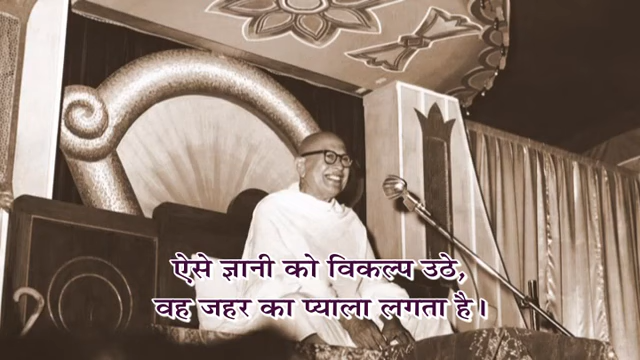 ऐसे ज्ञानी को विकल्प उठे,
वह जहर का प्याला लगता है।